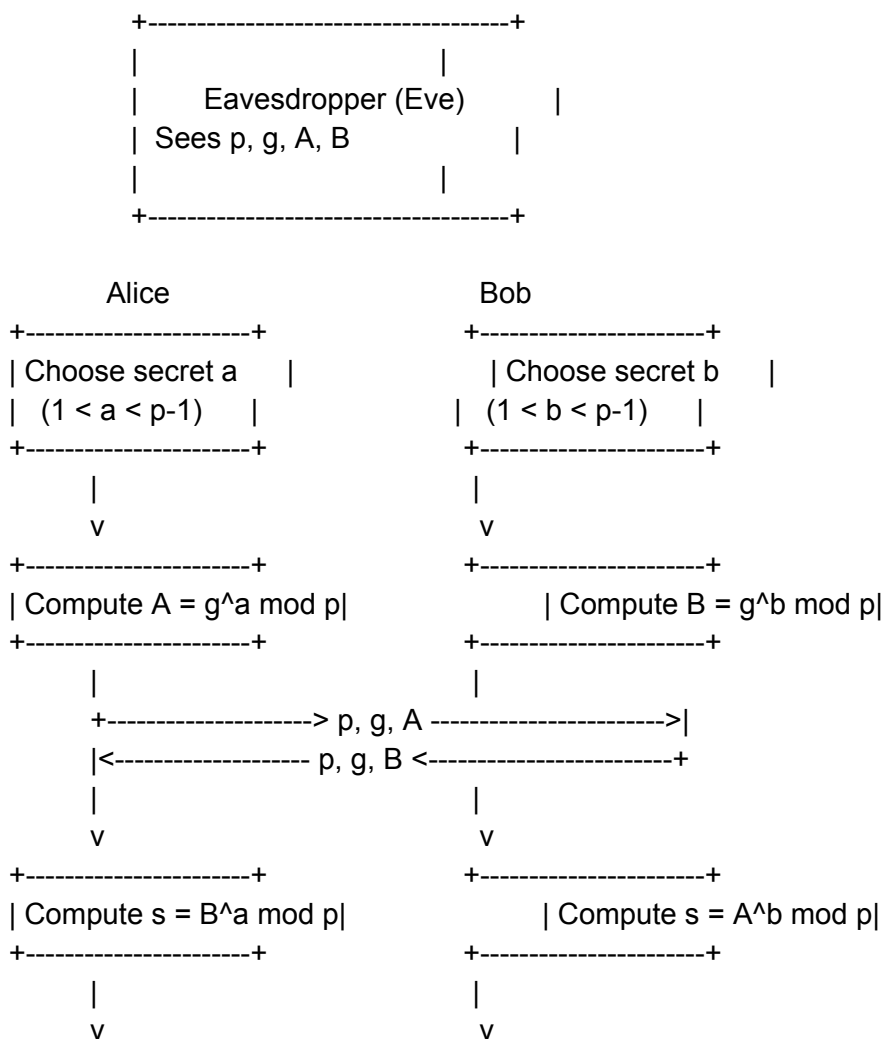 +-------------------------------------+
| |
| Eavesdropper (Eve) |
| Sees p, g, A, B |
| |
+-------------------------------------+
Alice Bob
+-----------------------+ +-----------------------+
| Choose secret a | | Choose secret b |
| (1 < a < p-1) | | (1 < b < p-1) |
+-----------------------+ +-----------------------+
| |
v v
+-----------------------+ +-----------------------+
| Compute A = g^a mod p| | Compute B = g^b mod p|
+-----------------------+ +-----------------------+
| |
+---------------------> p, g, A ------------------------>|
|<-------------------- p, g, B <-------------------------+
| |
v v
+-----------------------+ +-----------------------+
| Compute s = B^a mod p| | Compute s = A^b mod p|
+-----------------------+ +-----------------------+
| |
v v